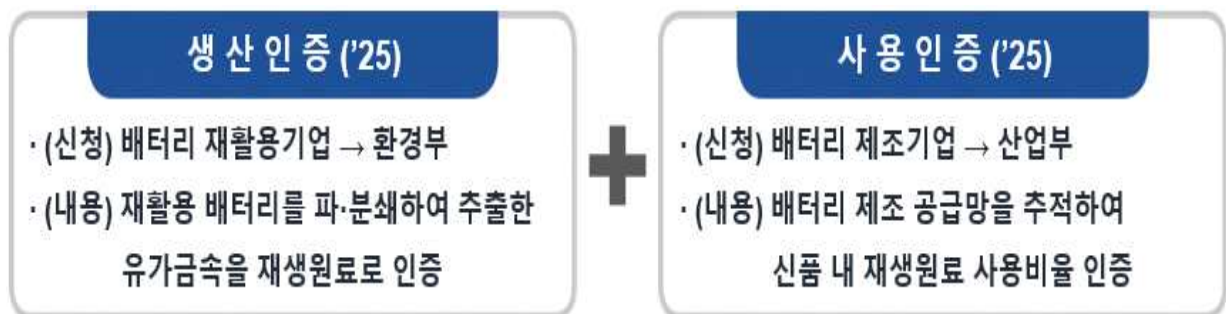 생 산 인 증 ('25)
· (신청) 배터리 재활용기업 → 환경부
· (내용) 재활용 배터리를 파·분쇄하여 추출한
유가금속을 재생원료로 인증
사 용 인 증 ('25)
· (신청) 배터리 제조기업 → 산업부
· (내용) 배터리 제조 공급망을 추적하여
신품 내 재생원료 사용비율 인증